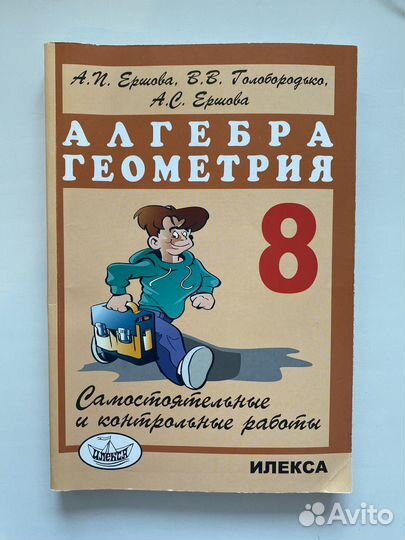 А.П. Ершова, В.В. Голобородько,
А.С. Ершова
АЛГЕБРА
ГЕОМЕТРИЯ
8
Самостоятельные
и контрольные работы
ИЛЕКСА
ИЛЕКСА
Avito